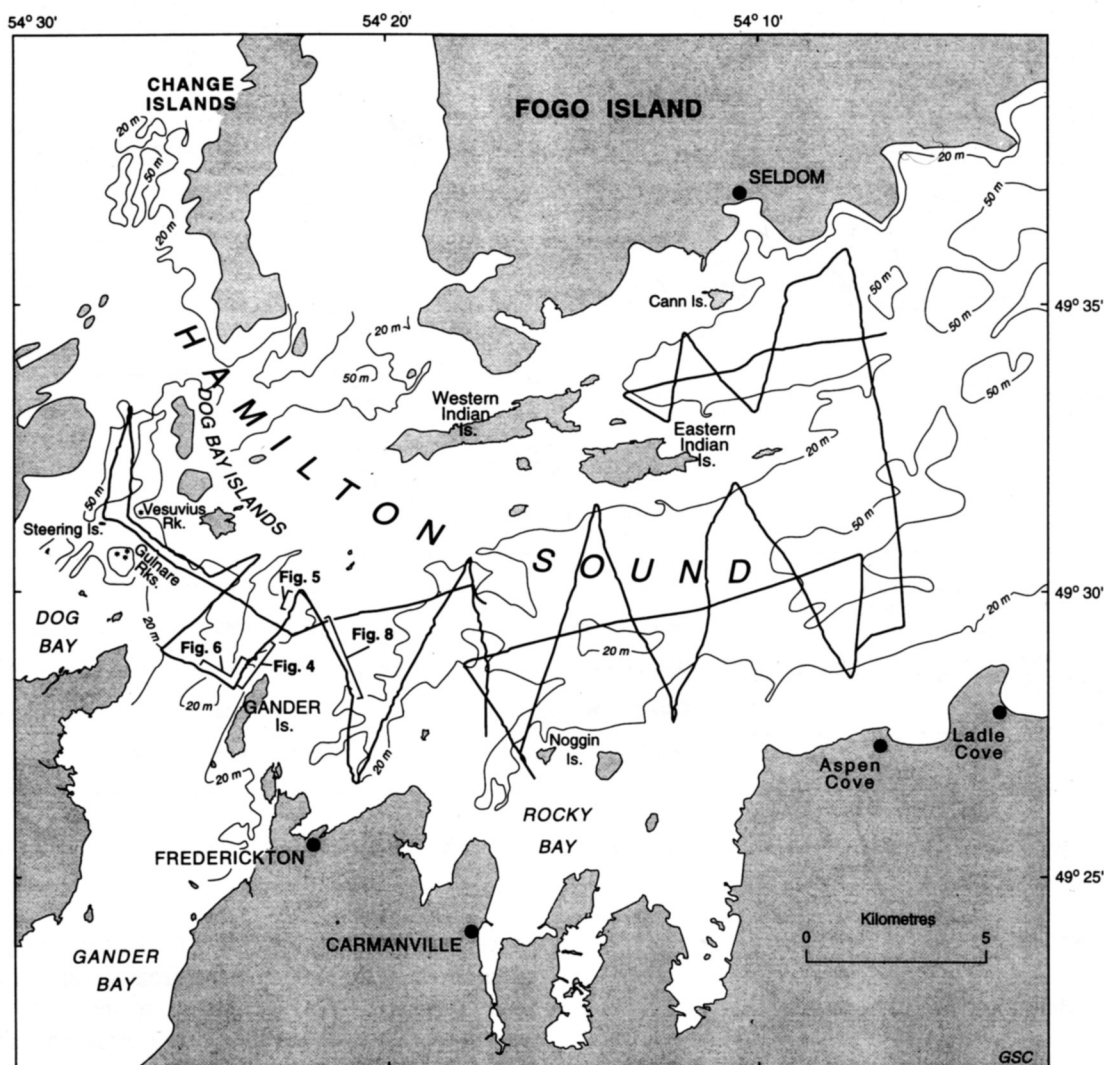 54° 30'
54° 20'
54° 10'
CHANGE
ISLANDS
FOGO ISLAND
20 m
50 m
20 m
SELDOM
20 m
50 m
Cann Is.
50 m
50 m
49° 35'
20 m
20 m
50 m
50 m
HAMILTON
SOUND
DOG BAY ISLANDS
Western
Indian
Is.
Eastern
Indian
Is.
20 m
50 m
50 m
Vesuvius
Rk.
Steering Is.
Guinare
Rks.
49° 30'
DOG
BAY
20 m
Fig. 5
Fig. 6
Fig. 4
Fig. 8
20 m
20 m
20 m
GANDER
Is.
20 m
20 m
Noggin
Is.
Aspen
Cove
Ladle
Cove
ROCKY
BAY
FREDERICKTON
49° 25'
CARMANVILLE
Kilometres
0 5
GANDER
BAY
GSC